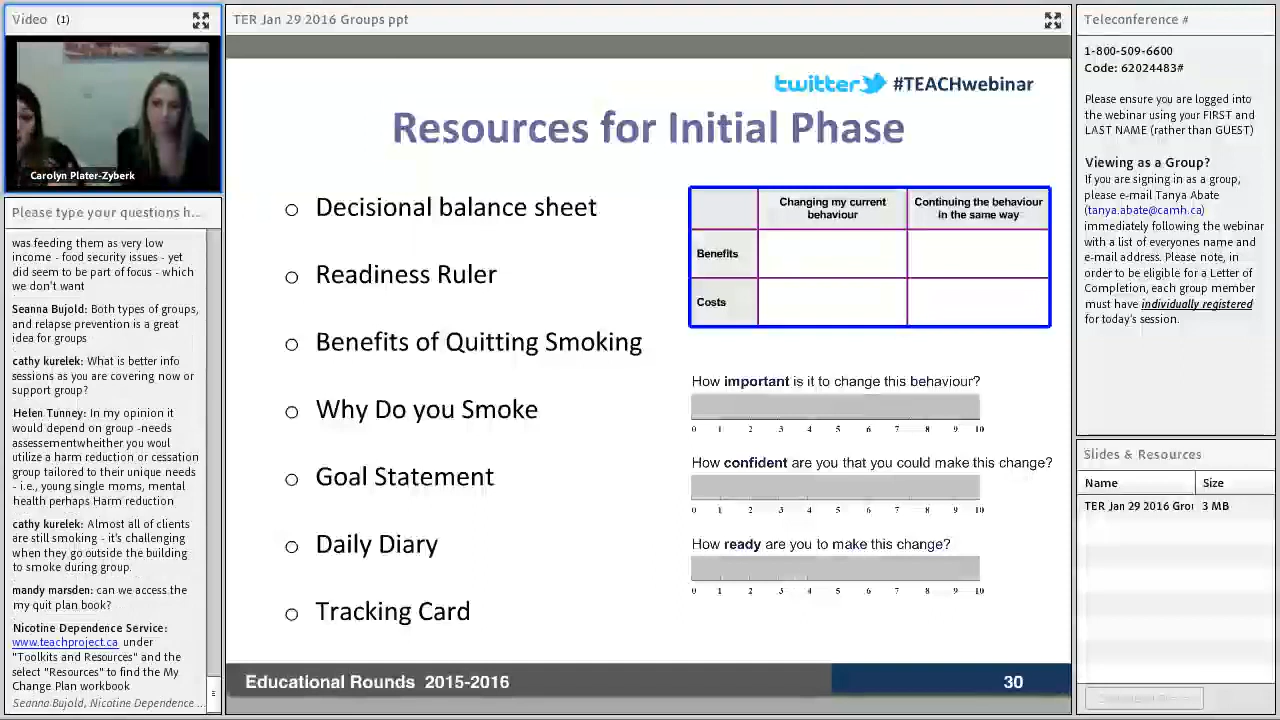 Video (1)
Carolyn Plater-Zyberk
Please type your questions h...
was feeding them as very low
income - food security issues - yet
did seem to be part of focus - which
we don't want
Seanna Bujold: Both types of groups,
and relapse prevention is a great
idea for groups
cathy kurelek: What is better info
sessions as you are covering now or
support group?
Helen Tunney: In my opinion it
would depend on group -needs
assessementwheither you woul
utilize a harm reduction or cessation
group tailored to their unique needs
- i.e., young single moms, mental
health perhaps Harm reduction
cathy kurelek: Almost all of clients
are still smoking - it's challenging
when they go outside the building
to smoke during group.
mandy marsden: can we access the
my quit plan book?
Nicotine Dependence Service:
www.teachproject.ca under
"Toolkits and Resources" and the
select "Resources" to find the My
Change Plan workbook
Seanna Bujold, Nicotine Dependence ...
TER Jan 29 2016 Groups ppt
twitter #TEACHwebinar
Resources for Initial Phase
Decisional balance sheet
Readiness Ruler
Benefits of Quitting Smoking
Why Do you Smoke
Goal Statement
Daily Diary
Tracking Card
Changing my current
behaviour
Continuing the behaviour
in the same way
Benefits
Costs
How important is it to change this behaviour?
0 1 2 3 4 5 6 7 8 9 10
How confident are you that you could make this change?
0 1 2 3 4 5 6 7 8 9 10
How ready are you to make this change?
0 1 2 3 4 5 6 7 8 9 10
Educational Rounds 2015-2016
30
Teleconference #
1-800-509-6600
Code: 62024483#
Please ensure you are logged into
the webinar using your FIRST and
LAST NAME (rather than GUEST)
Viewing as a Group?
If you are signing in as a group,
please e-mail Tanya Abate
(tanya.abate@camh.ca)
immediately following the webinar
with a list of everyones name and
e-mail address. Please note, in
order to be eligible for a Letter of
Completion, each group member
must have individually registered
for today's session.
Slides & Resources
Name Size
TER Jan 29 2016 Grou 3 MB